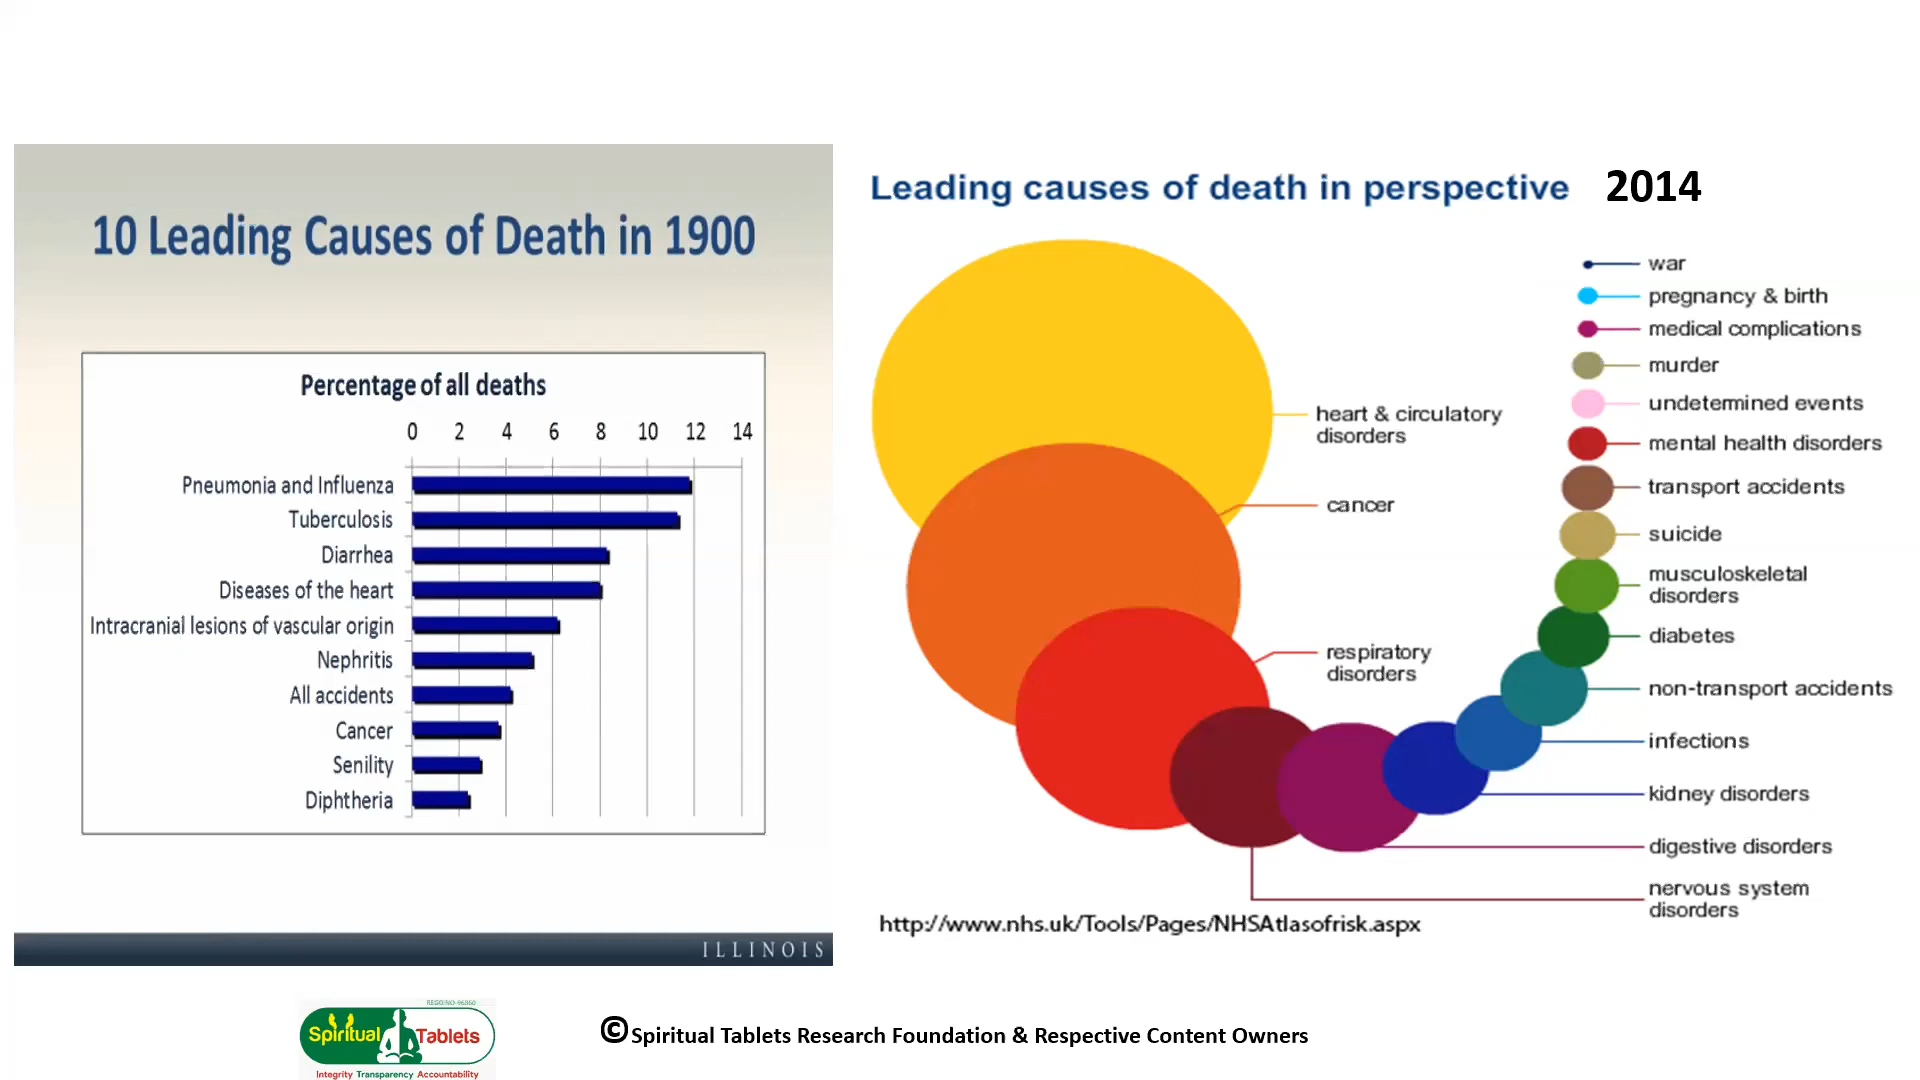 10 Leading Causes of Death in 1900
Percentage of all deaths
0 2 4 6 8 10 12 14
Pneumonia and Influenza
Tuberculosis
Diarrhea
Diseases of the heart
Intracranial lesions of vascular origin
Nephritis
All accidents
Cancer
Senility
Diphtheria
ILLINOIS
Leading causes of death in perspective 2014
heart & circulatory
disorders
cancer
respiratory
disorders
war
pregnancy & birth
medical complications
murder
undetermined events
mental health disorders
transport accidents
suicide
musculoskeletal
disorders
diabetes
non-transport accidents
infections
kidney disorders
digestive disorders
nervous system
disorders
http://www.nhs.uk/Tools/Pages/NHSAtlasofrisk.aspx
Spiritual Tablets
Integrity Transparency Accountability
©Spiritual Tablets Research Foundation & Respective Content Owners